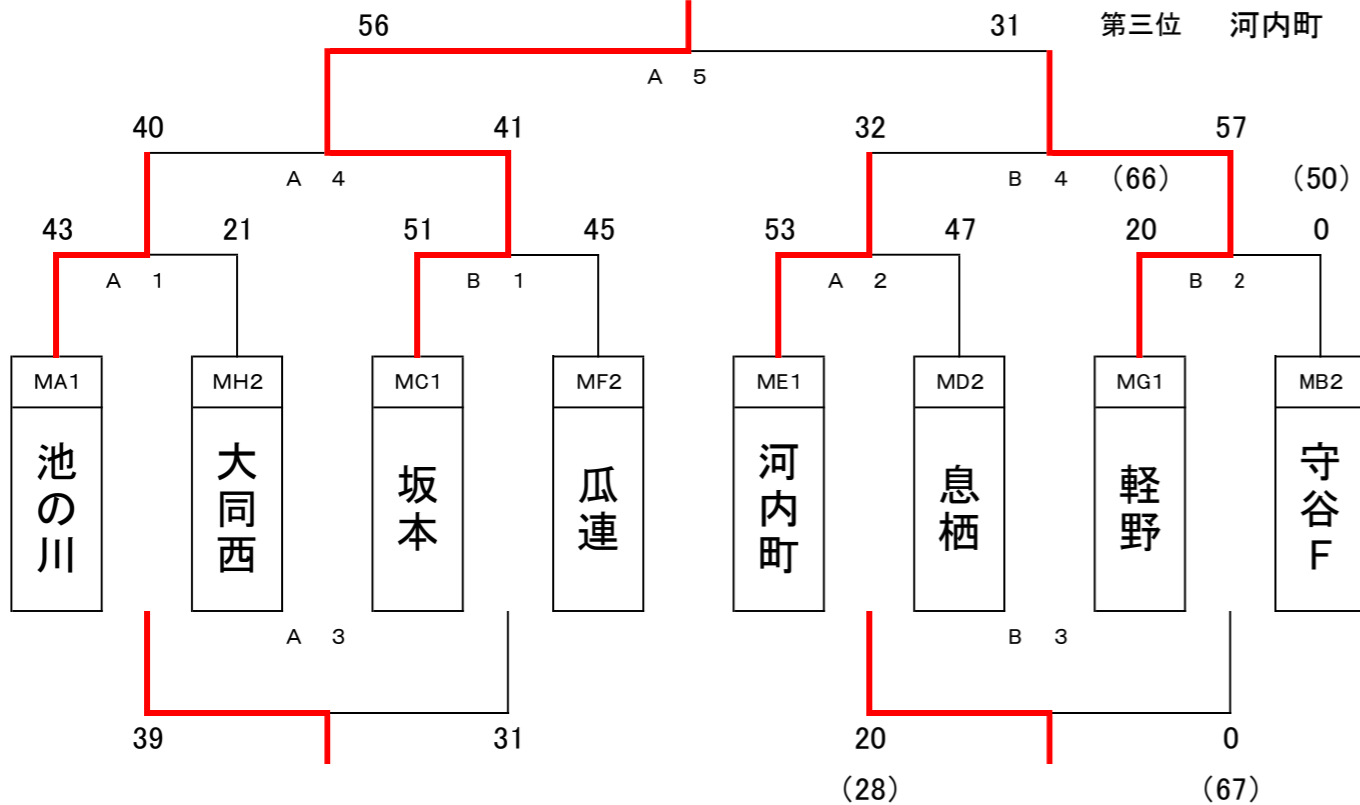 56 31 第三位 河内町
A 5
40 41 32 57
A 4 B 4 (66) (50)
43 21 51 45 53 47 20 0
A 1 B 1 A 2 B 2
MA1 MH2 MC1 MF2 ME1 MD2 MG1 MB2
池の川
大同西
坂本
瓜連
河内町
息栖
軽野
守谷F
A 3 B 3
39 31 20 0
(28) (67)